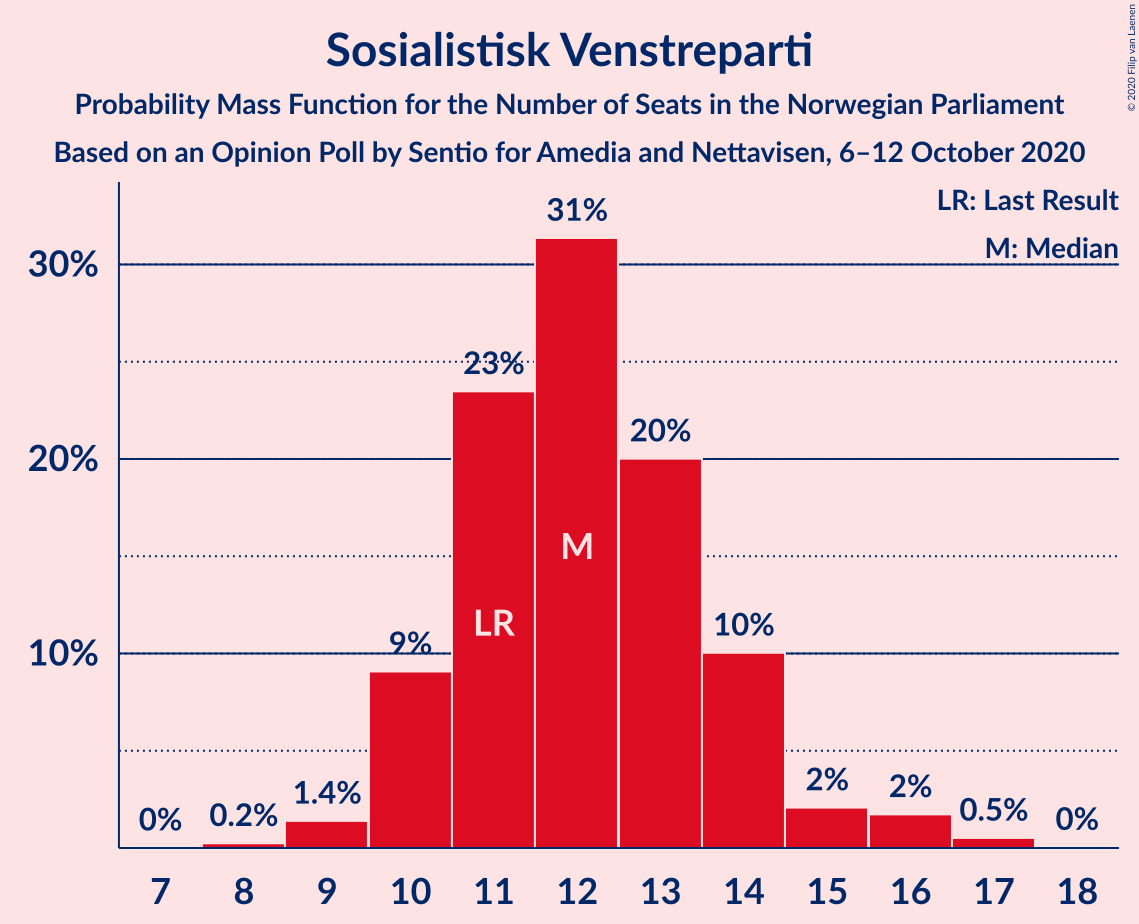 Sosialistisk Venstreparti
Probability Mass Function for the Number of Seats in the Norwegian Parliament
Based on an Opinion Poll by Sentio for Amedia and Nettavisen, 6–12 October 2020
© 2020 Filip van Laenen
LR: Last Result
M: Median
30%
20%
10%
0%
0.2%
1.4%
9%
23%
31%
20%
10%
2%
2%
0.5%
0%
LR
M
7 8 9 10 11 12 13 14 15 16 17 18